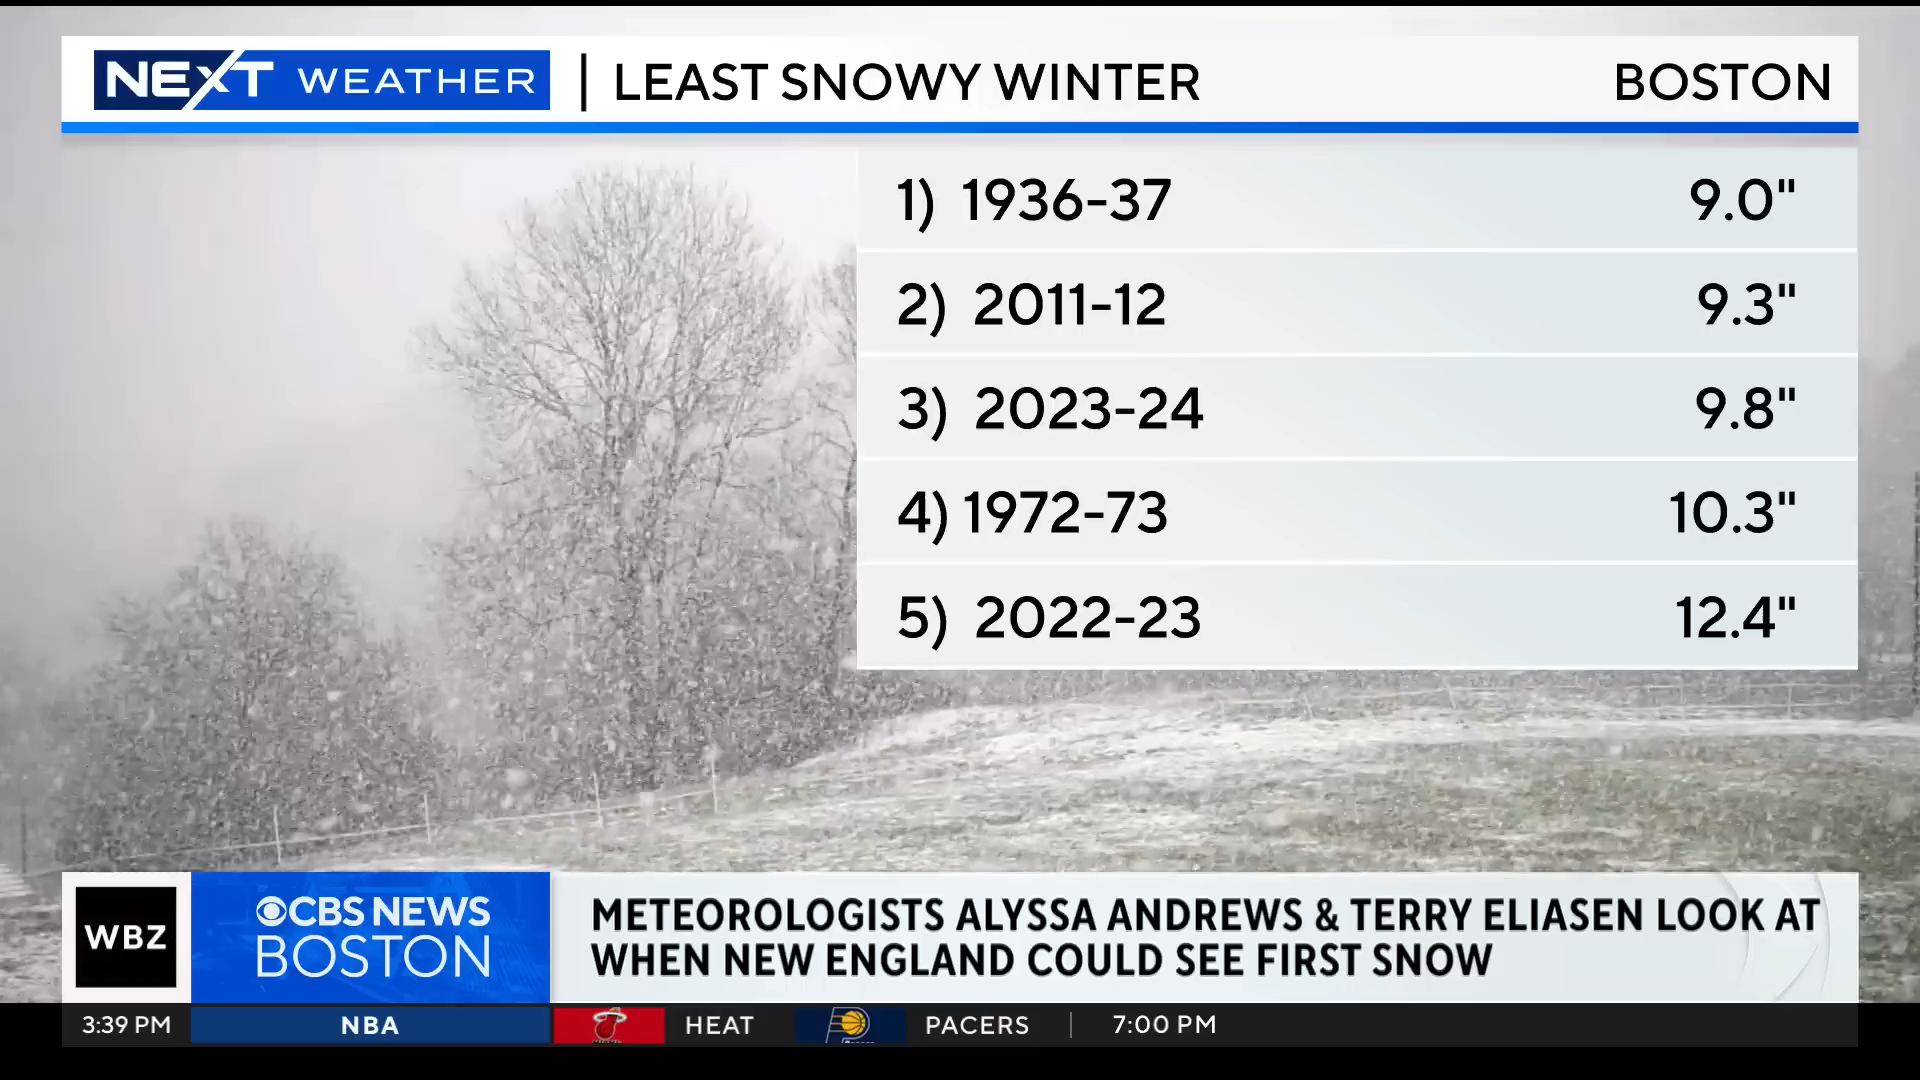 NEXT WEATHER | LEAST SNOWY WINTER BOSTON
1) 1936-37 9.0"
2) 2011-12 9.3"
3) 2023-24 9.8"
4) 1972-73 10.3"
5) 2022-23 12.4"
WBZ
CBS NEWS
BOSTON
METEOROLOGISTS ALYSSA ANDREWS & TERRY ELIASEN LOOK AT
WHEN NEW ENGLAND COULD SEE FIRST SNOW
3:39 PM NBA HEAT PACERS | 7:00 PM